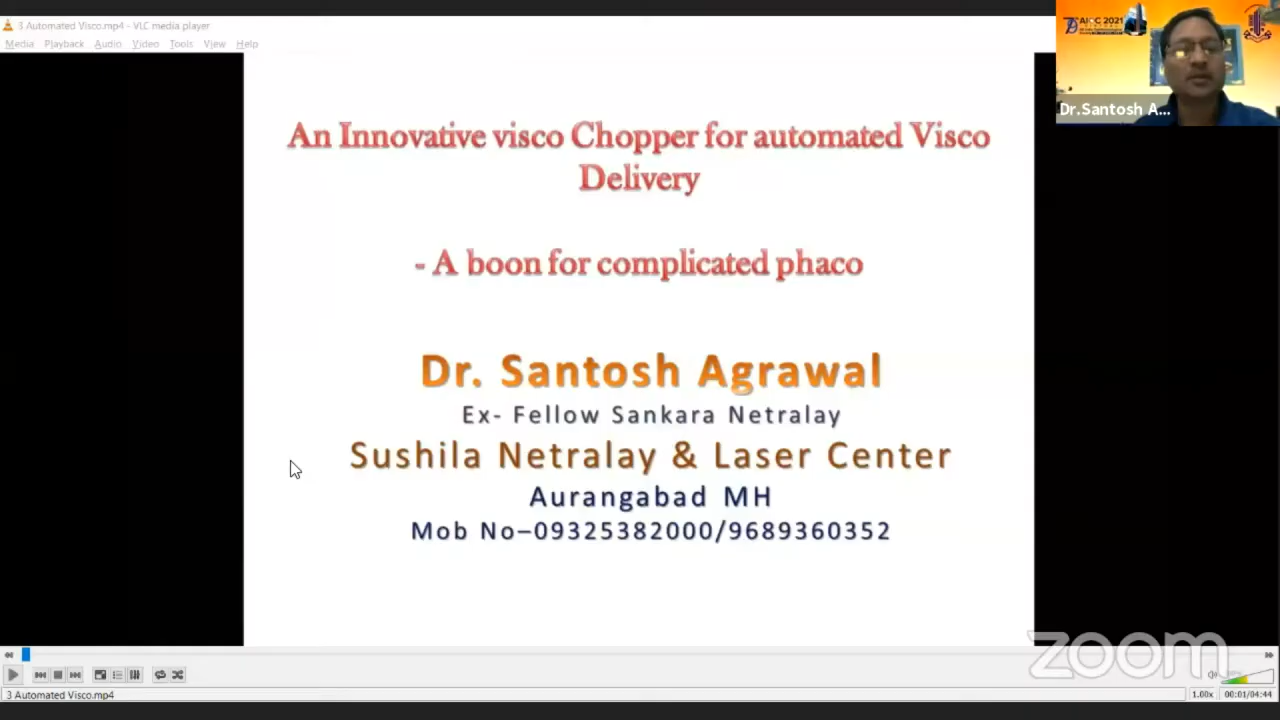 3 Automated Visco.mp4 - VLC media player
Media Playback Audio Video Tools View Help
AIOC 2021
Dr.Santosh A...
An Innovative visco Chopper for automated Visco
Delivery
- A boon for complicated phaco
Dr. Santosh Agrawal
Ex- Fellow Sankara Netralay
Sushila Netralay & Laser Center
Aurangabad MH
Mob No–09325382000/9689360352
zoom
3 Automated Visco.mp4
1.00x 00:01/04:44